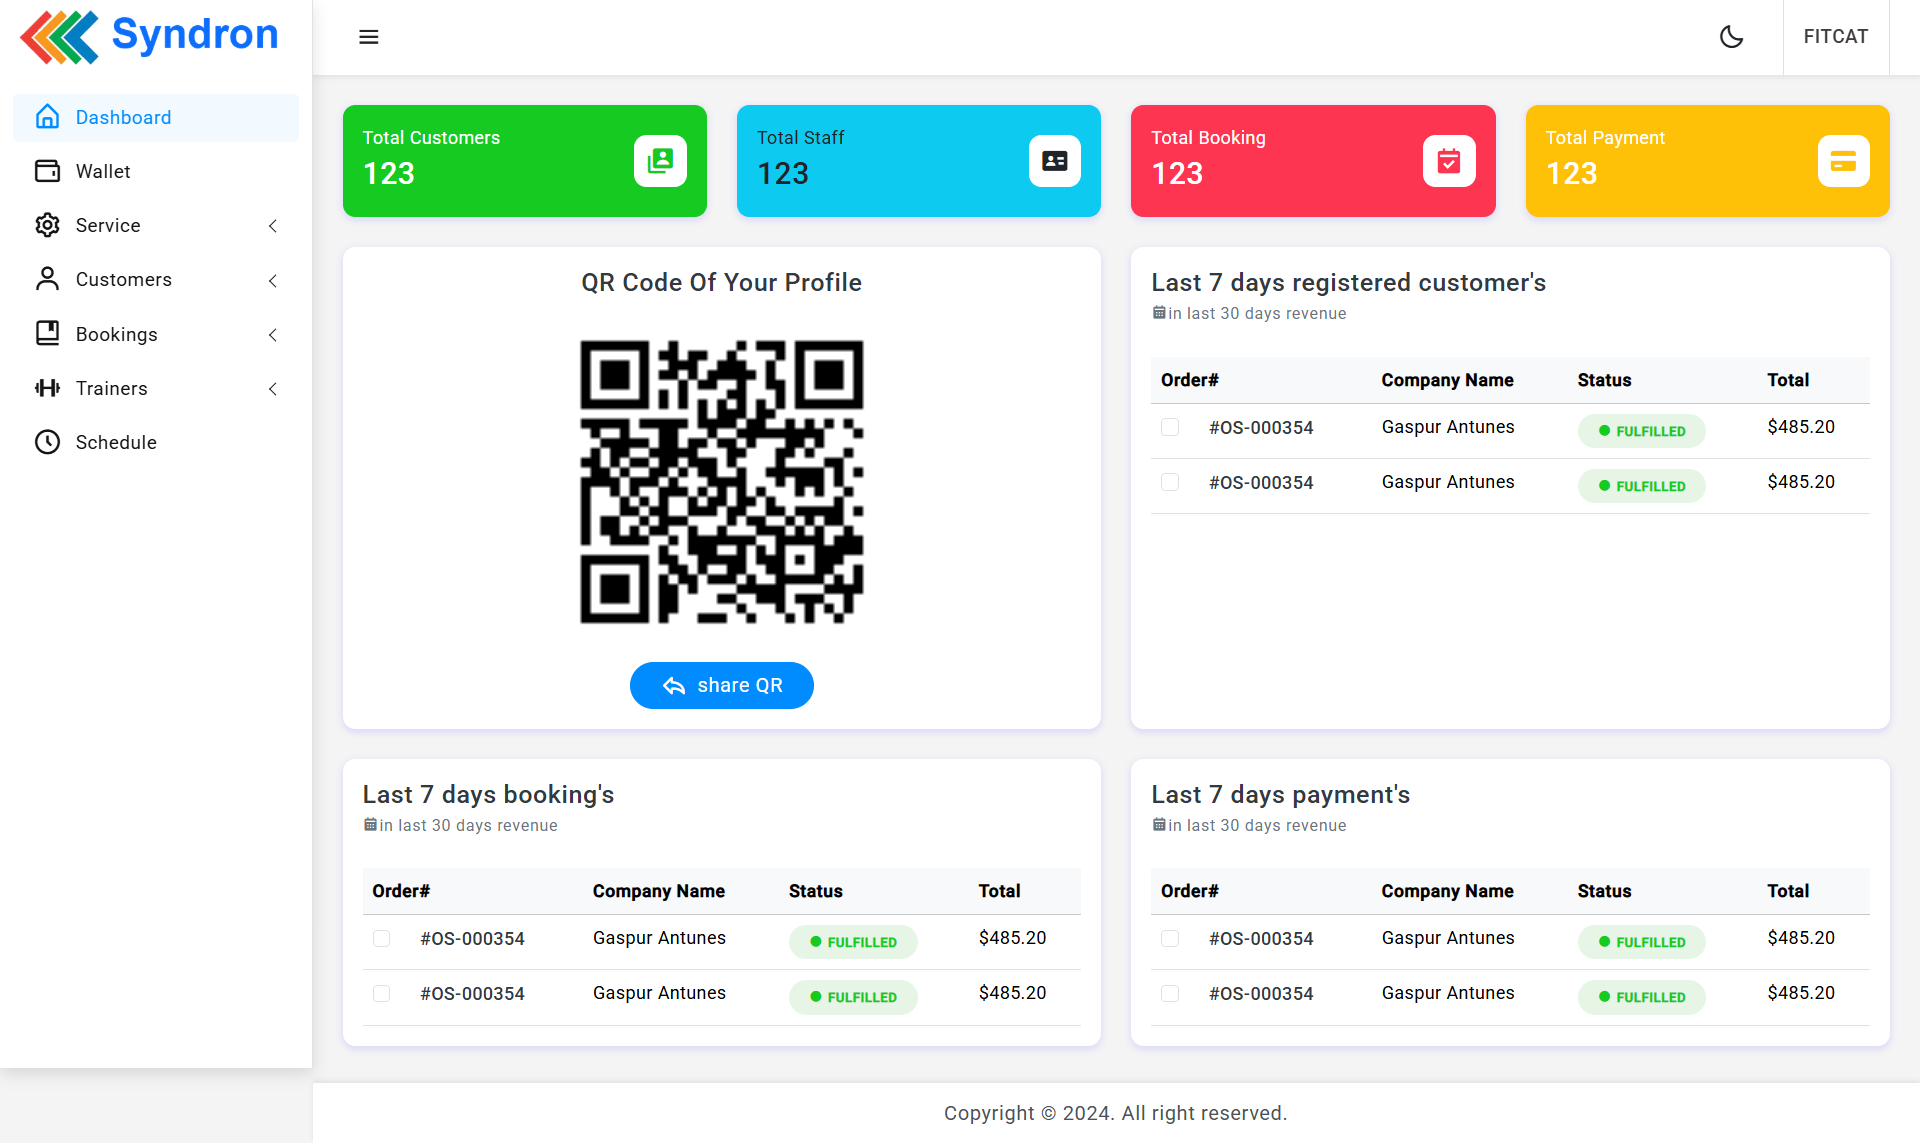 Syndron
FITCAT
Dashboard
Wallet
Service
Customers
Bookings
Trainers
Schedule
Total Customers
123
Total Staff
123
Total Booking
123
Total Payment
123
QR Code Of Your Profile
share QR
Last 7 days registered customer's
in last 30 days revenue
Order# Company Name Status Total
#OS-000354 Gaspur Antunes FULFILLED $485.20
#OS-000354 Gaspur Antunes FULFILLED $485.20
Last 7 days booking's
in last 30 days revenue
Order# Company Name Status Total
#OS-000354 Gaspur Antunes FULFILLED $485.20
#OS-000354 Gaspur Antunes FULFILLED $485.20
Last 7 days payment's
in last 30 days revenue
Order# Company Name Status Total
#OS-000354 Gaspur Antunes FULFILLED $485.20
#OS-000354 Gaspur Antunes FULFILLED $485.20
Copyright © 2024. All right reserved.